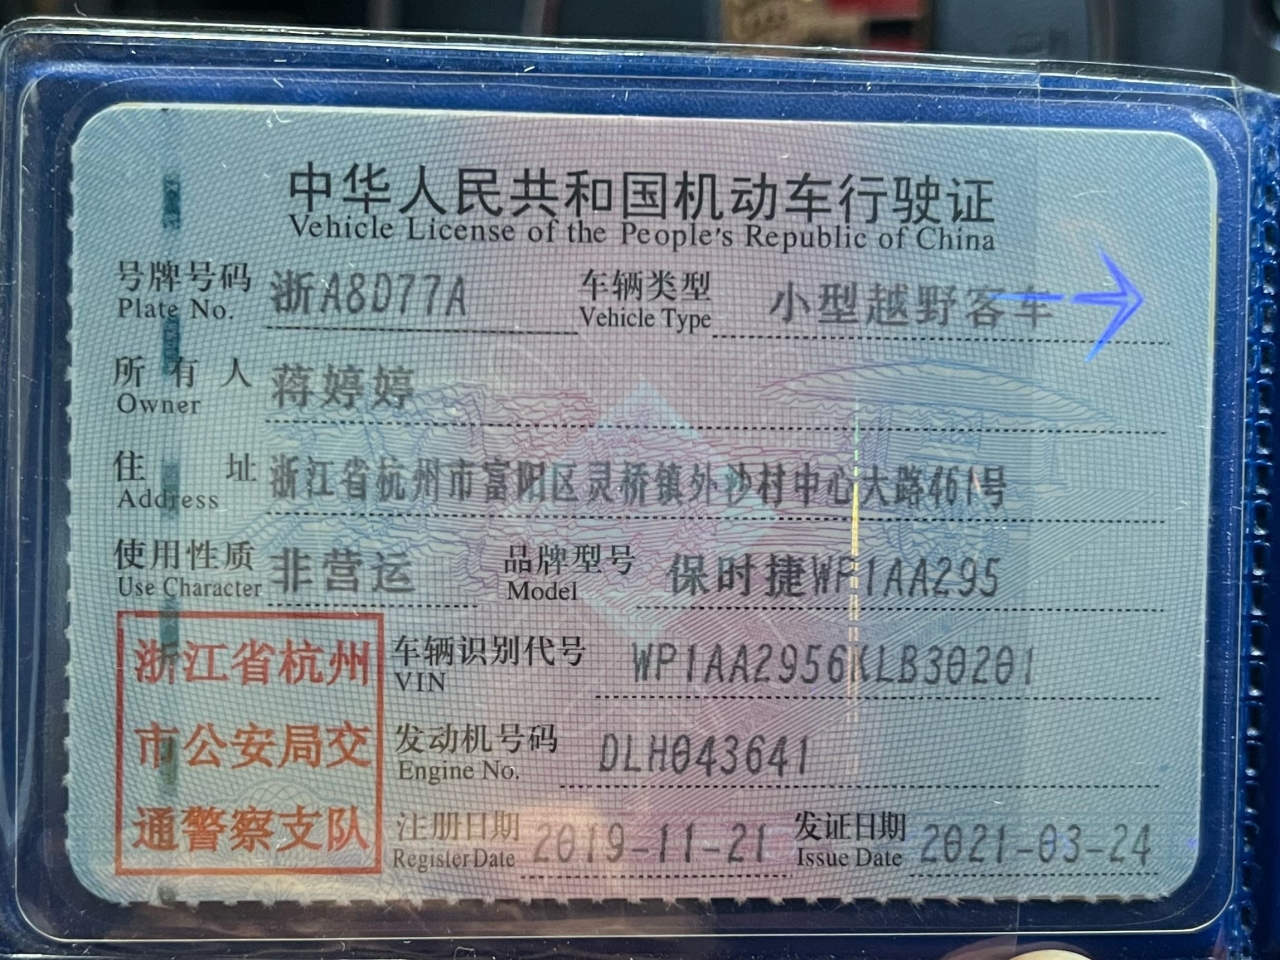 中华人民共和国机动车行驶证
Vehicle License of the People's Republic of China
号牌号码 浙A8D77A 车辆类型 小型越野客车
Plate No. Vehicle Type
所有人 蒋婷婷
Owner
住址 浙江省杭州市富阳区灵桥镇外沙村中心大路461号
Address
使用性质 非营运 品牌型号 保时捷WP1AA295
Use Character Model
浙江省杭州 车辆识别代号 WP1AA2956KLB30201
VIN
市公安局交 发动机号码 DLH043641
Engine No.
通警察支队 注册日期 2019-11-21 发证日期 2021-03-24
Register Date Issue Date